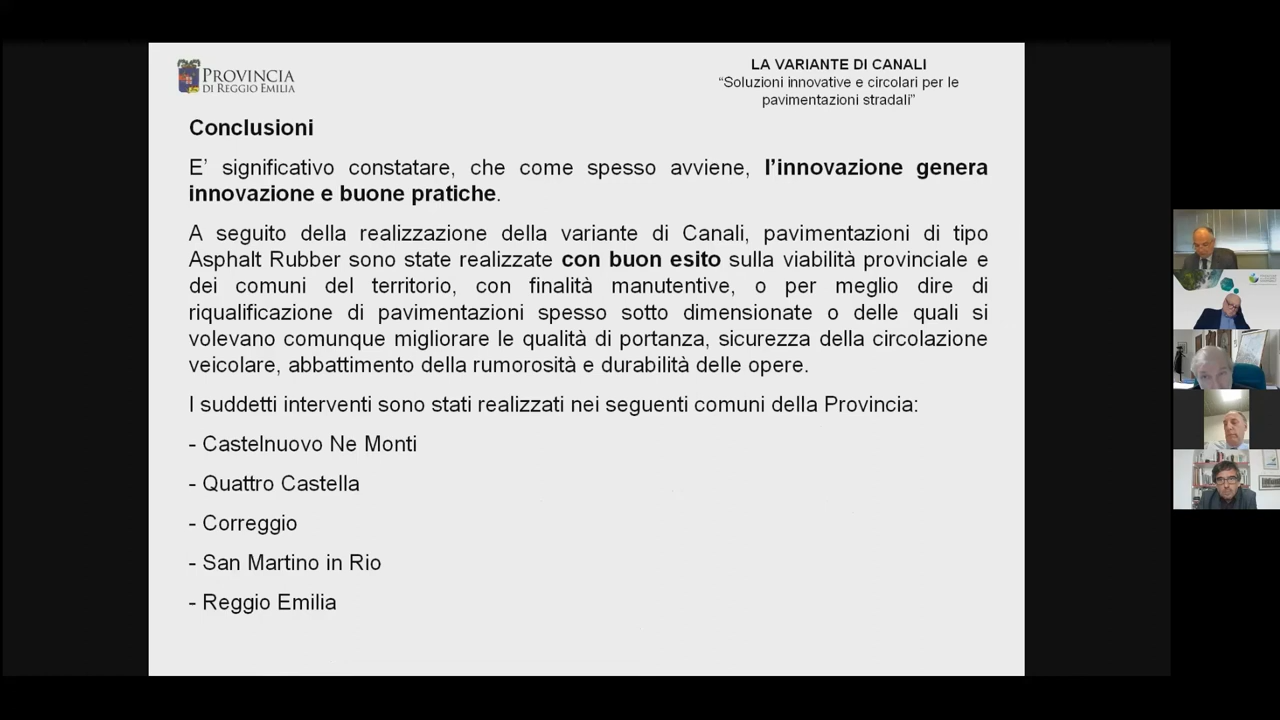 PROVINCIA
DI REGGIO EMILIA
LA VARIANTE DI CANALI
“Soluzioni innovative e circolari per le
pavimentazioni stradali”
Conclusioni
E’ significativo constatare, che come spesso avviene, l’innovazione genera
innovazione e buone pratiche.
A seguito della realizzazione della variante di Canali, pavimentazioni di tipo
Asphalt Rubber sono state realizzate con buon esito sulla viabilità provinciale e
dei comuni del territorio, con finalità manutentive, o per meglio dire di
riqualificazione di pavimentazioni spesso sotto dimensionate o delle quali si
volevano comunque migliorare le qualità di portanza, sicurezza della circolazione
veicolare, abbattimento della rumorosità e durabilità delle opere.
I suddetti interventi sono stati realizzati nei seguenti comuni della Provincia:
- Castelnuovo Ne Monti
- Quattro Castella
- Correggio
- San Martino in Rio
- Reggio Emilia